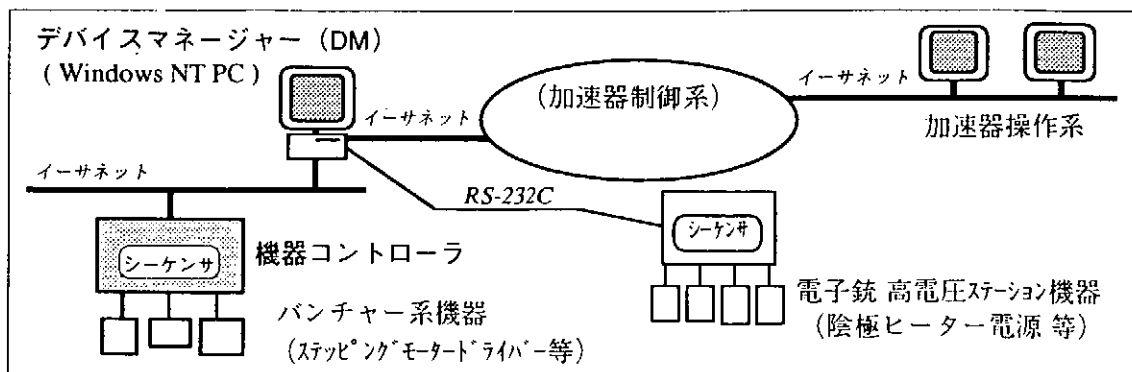 デバイスマネージャー (DM)
( Windows NT PC )
イーサネット
(加速器制御系)
イーサネット
加速器操作系
イーサネット
RS-232C
シーケンサ
機器コントローラ
シーケンサ
バンチャー系機器
(ステッピングモータードライバー等)
電子銃 高電圧ステーション機器
(陰極ヒーター電源 等)